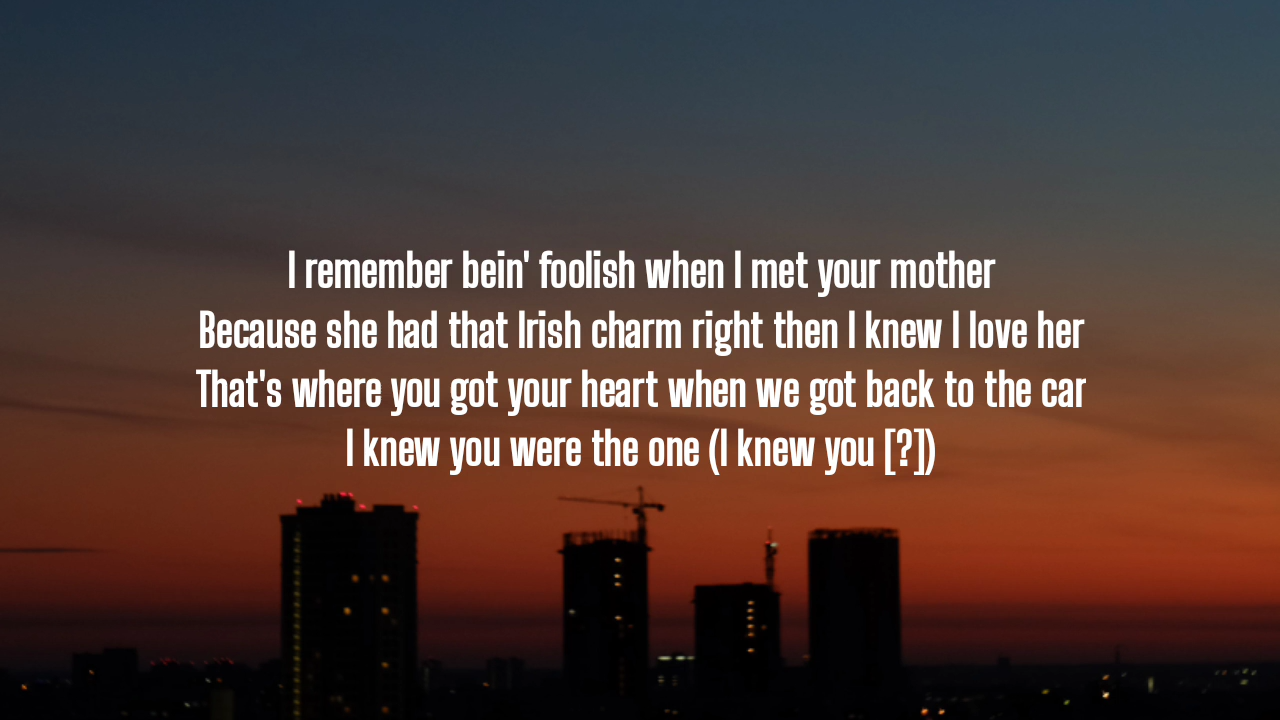 I remember bein' foolish when I met your mother
Because she had that Irish charm right then I knew I love her
That's where you got your heart when we got back to the car
I knew you were the one (I knew you [?])